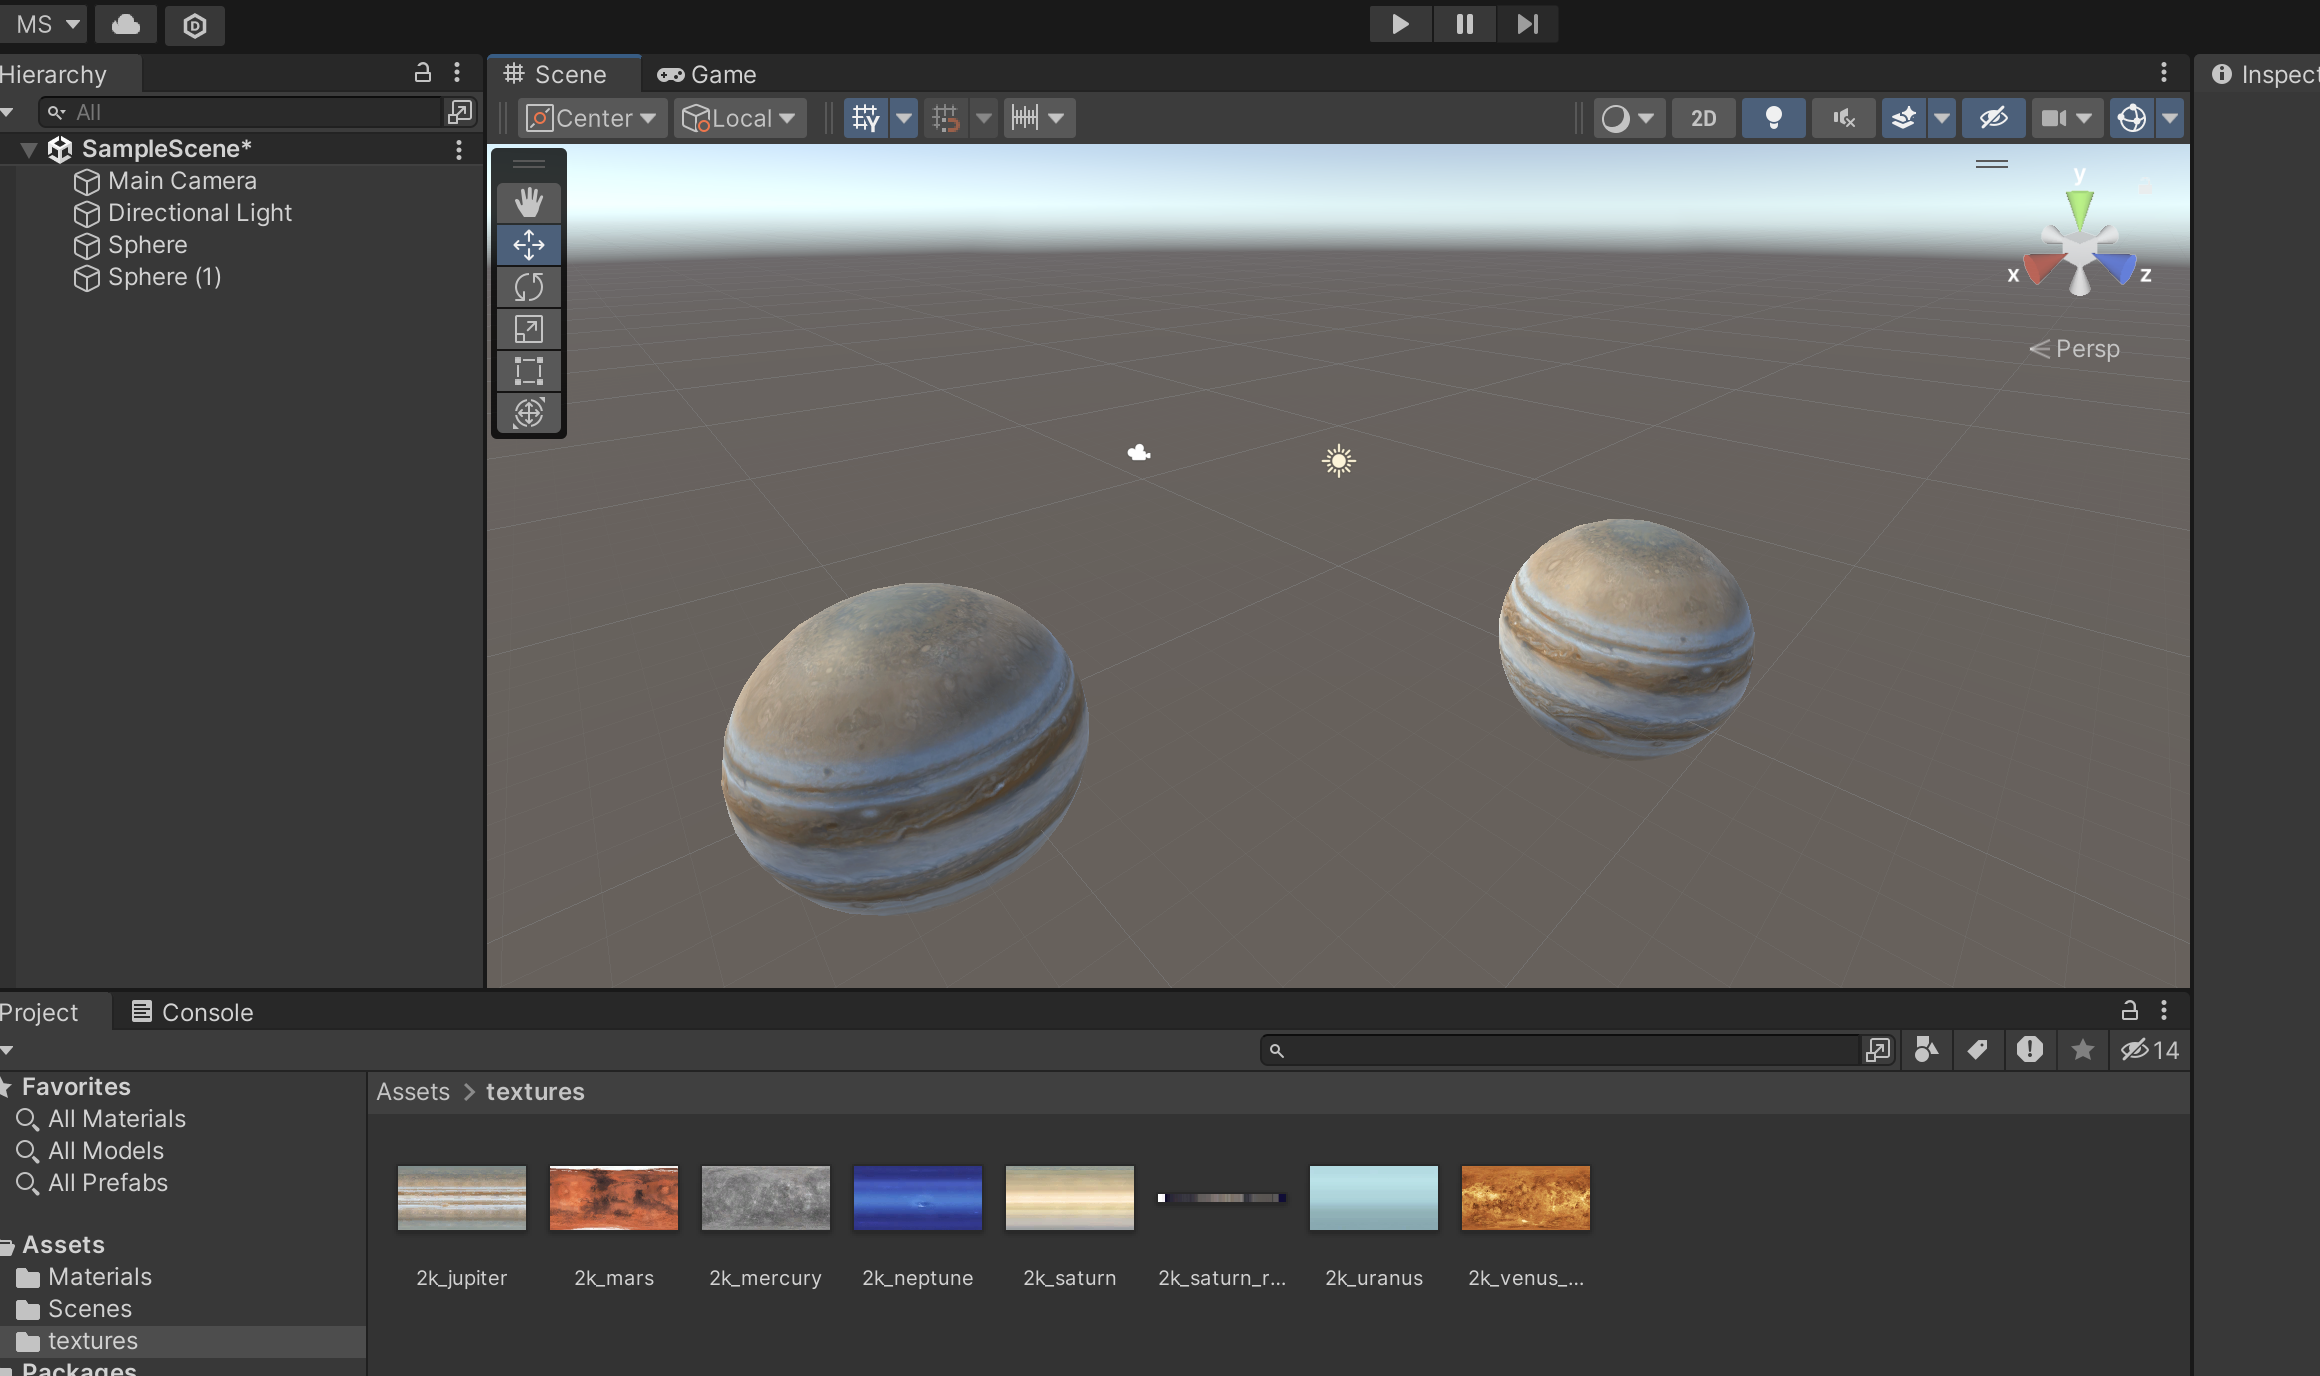 MS
Hierarchy
All
SampleScene*
Main Camera
Directional Light
Sphere
Sphere (1)
Scene
Game
Center
Local
2D
y
x
z
Persp
Inspect
Project
Console
14
Favorites
All Materials
All Models
All Prefabs
Assets
Materials
Scenes
textures
Packages
Assets > textures
2k_jupiter
2k_mars
2k_mercury
2k_neptune
2k_saturn
2k_saturn_r...
2k_uranus
2k_venus_...